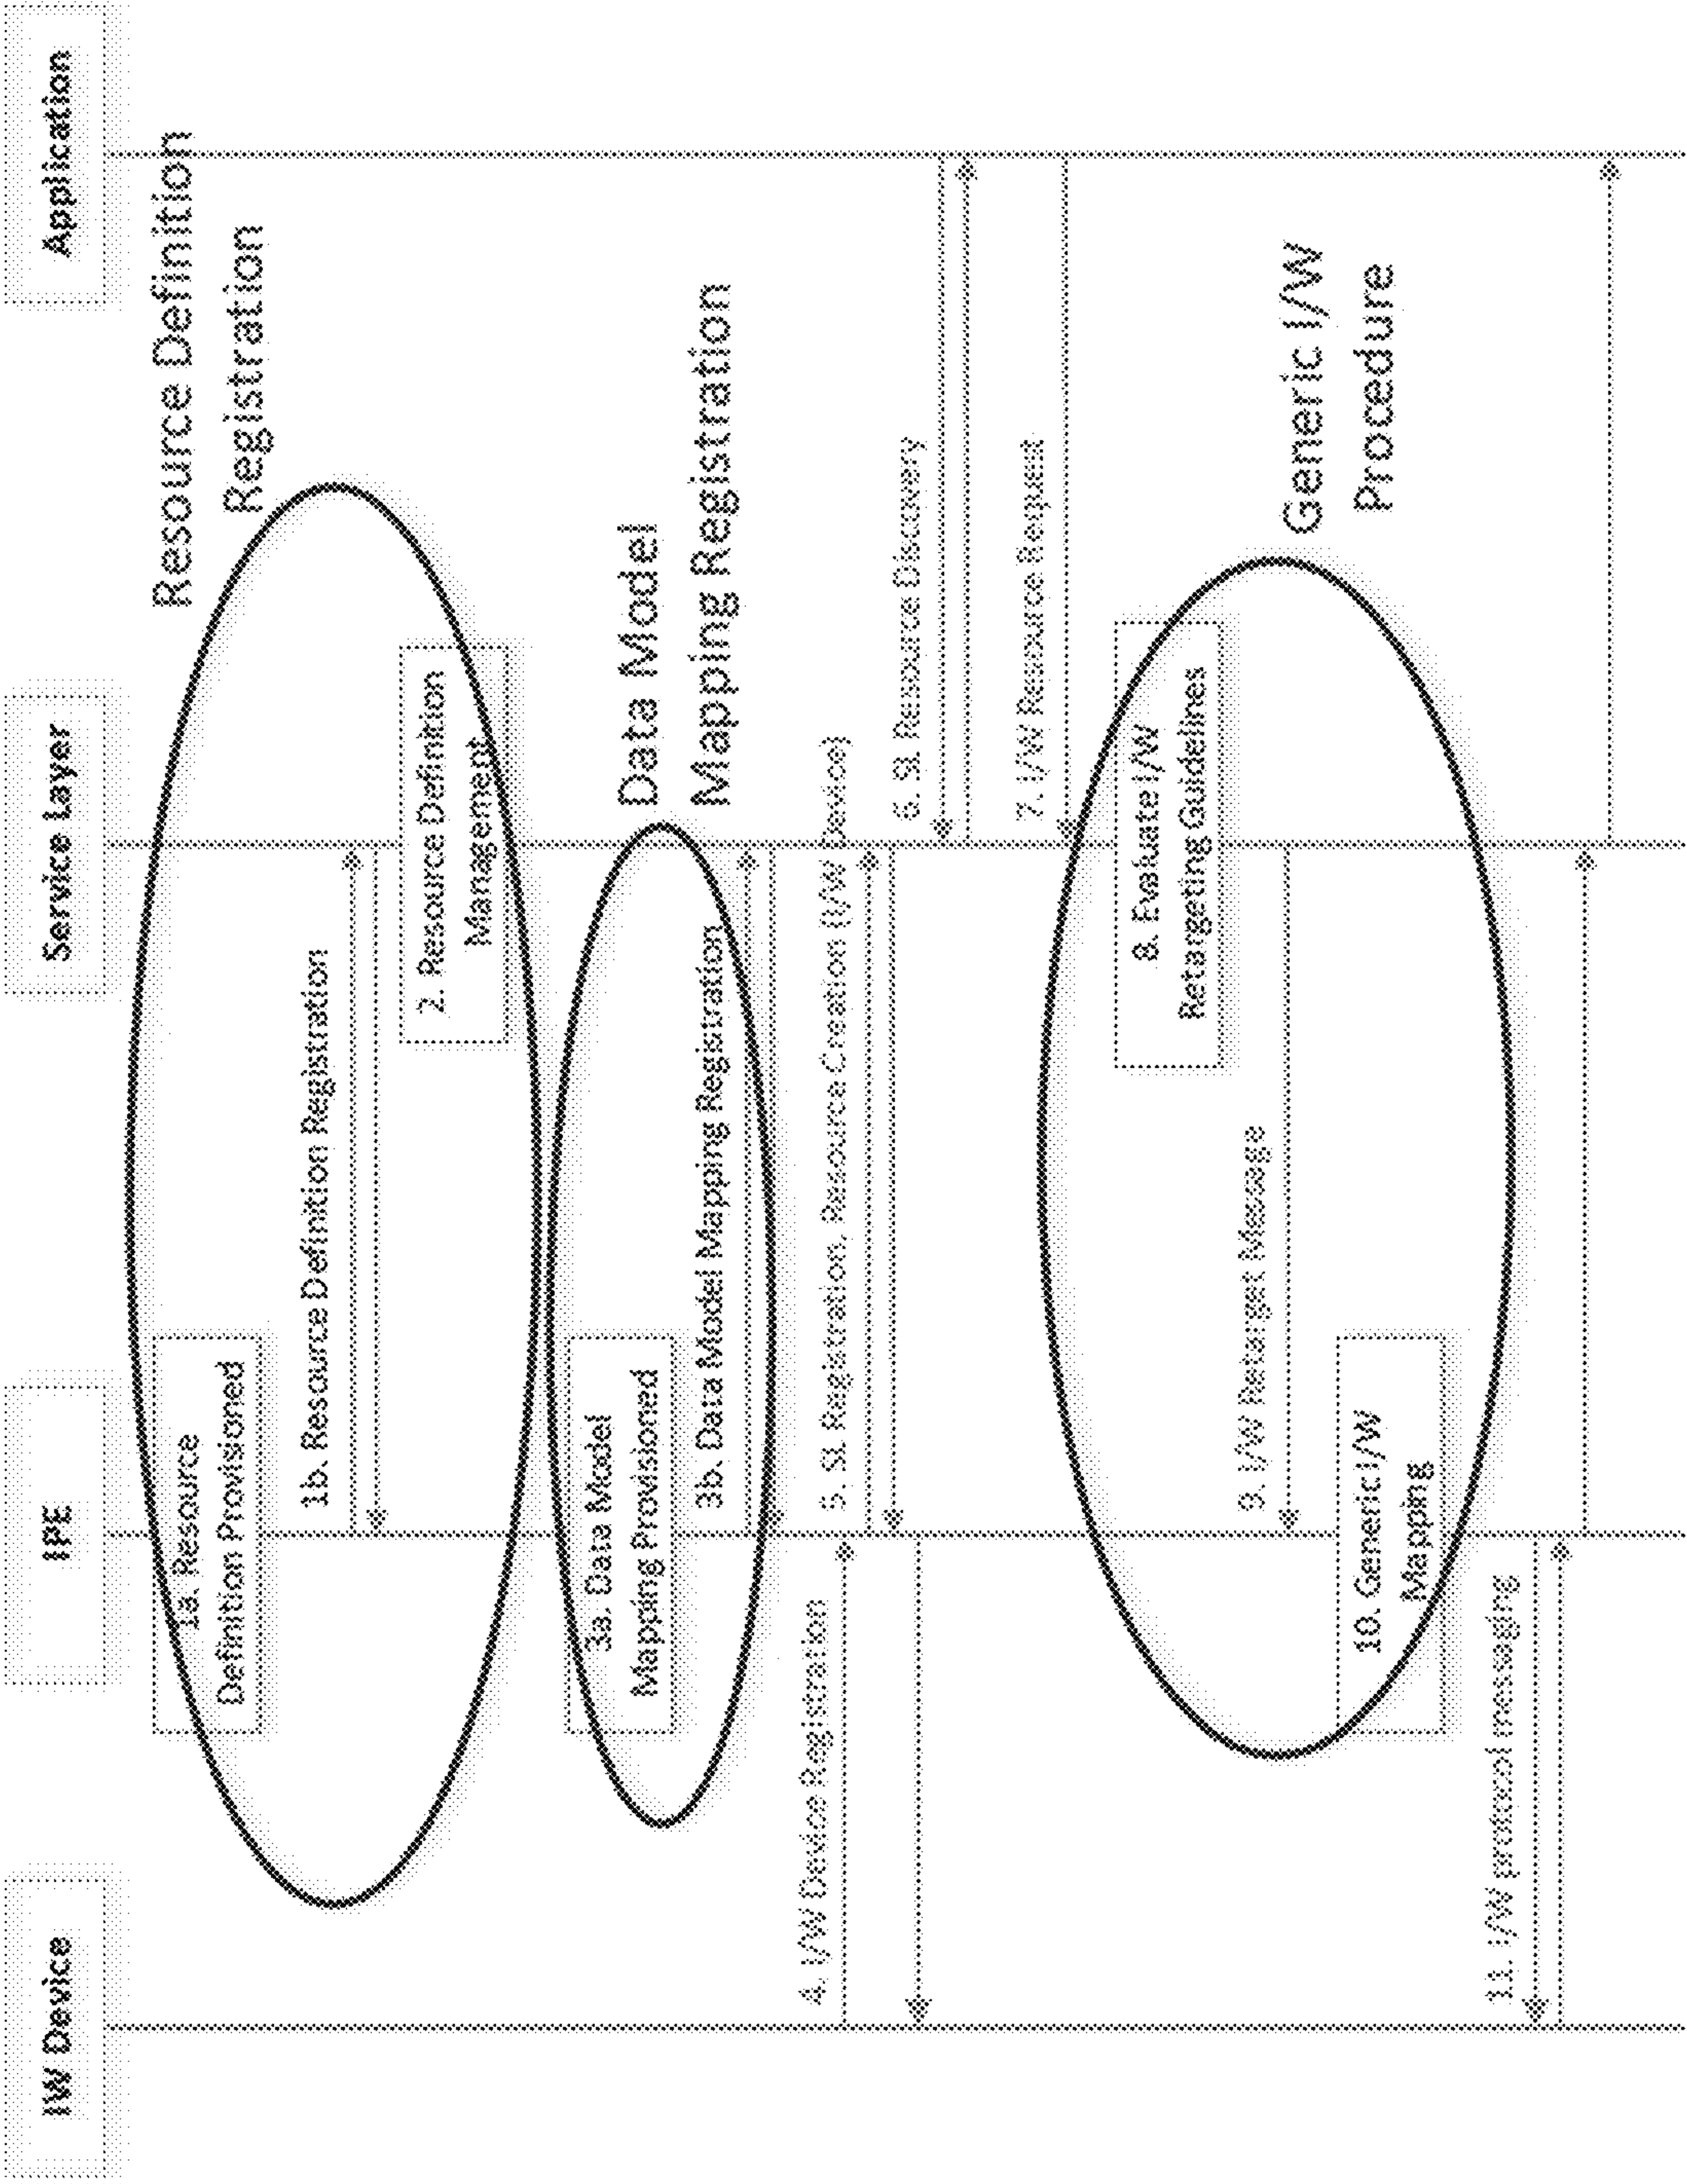 IW Device
IPE
Service Layer
Application
Resource Definition
Registration
1a. Resource
Definition Provisioned
1b. Resource Definition Registration
2. Resource Definition
Management
Data Model
Mapping Registration
3a. Data Model
Mapping Provisioned
3b. Data Model Mapping Registration
4. I/W Device Registration
5. SL Registration, Resource Creation (I/W Device)
6. SL Resource Discovery
7. I/W Resource Request
8. Evaluate I/W
Retargeting Guidelines
Generic I/W
Procedure
9. I/W Retarget Message
10. Generic I/W
Mapping
11. I/W protocol messaging